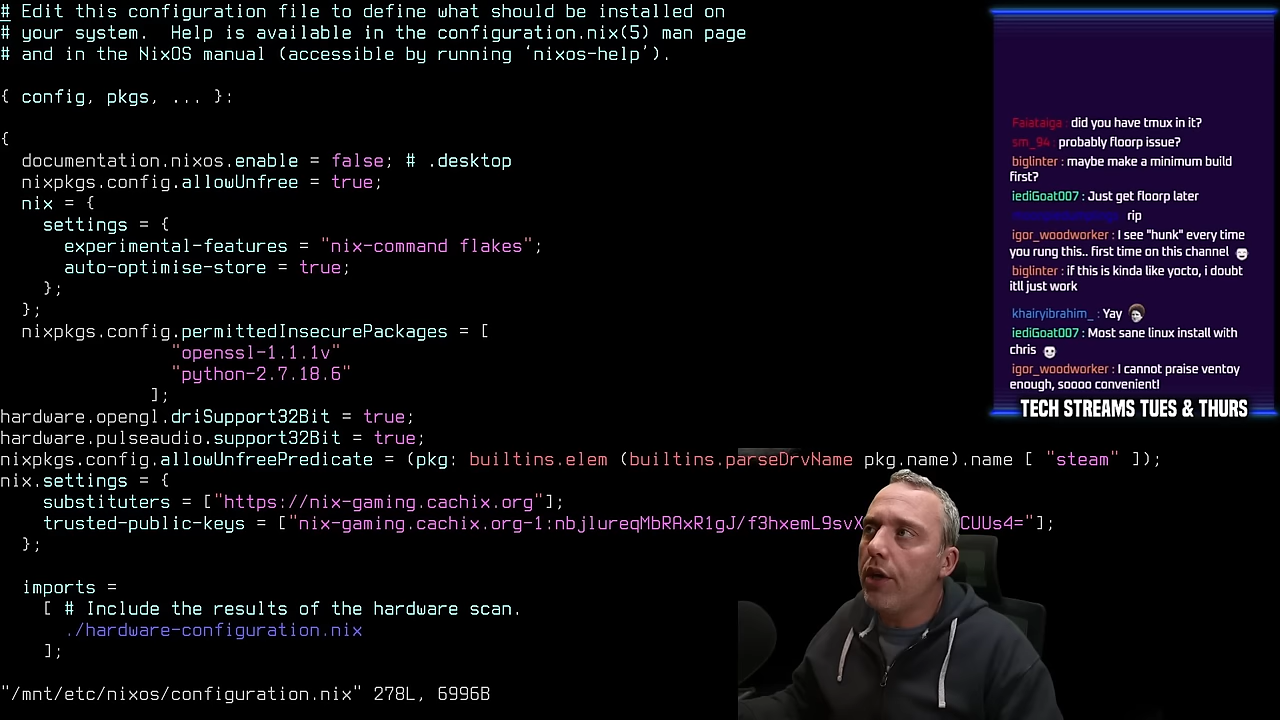 # Edit this configuration file to define what should be installed on
# your system.  Help is available in the configuration.nix(5) man page
# and in the NixOS manual (accessible by running ‘nixos-help’).
{ config, pkgs, ... }:
{
documentation.nixos.enable = false; # .desktop
nixpkgs.config.allowUnfree = true;
nix = {
settings = {
experimental-features = "nix-command flakes";
auto-optimise-store = true;
};
};
nixpkgs.config.permittedInsecurePackages = [
"openssl-1.1.1v"
"python-2.7.18.6"
];
hardware.opengl.driSupport32Bit = true;
hardware.pulseaudio.support32Bit = true;
nixpkgs.config.allowUnfreePredicate = (pkg: builtins.elem (builtins.parseDrvName pkg.name).name [ "steam" ]);
nix.settings = {
substituters = ["https://nix-gaming.cachix.org"];
trusted-public-keys = ["nix-gaming.cachix.org-1:nbjlureqMbRAxR1gJ/f3hxemL9svX CUUs4="];
};
imports =
[ # Include the results of the hardware scan.
./hardware-configuration.nix
];
"/mnt/etc/nixos/configuration.nix" 278L, 6996B
Faiataiga : did you have tmux in it?
sm_94 : probably floorp issue?
biglinter : maybe make a minimum build
first?
iediGoat007 : Just get floorp later
rip
igor_woodworker : I see "hunk" every time
you rung this.. first time on this channel
biglinter : if this is kinda like yocto, i doubt
itll just work
khairyibrahim_ : Yay
iediGoat007 : Most sane linux install with
chris
igor_woodworker : I cannot praise ventoy
enough, soooo convenient!
TECH STREAMS TUES & THURS